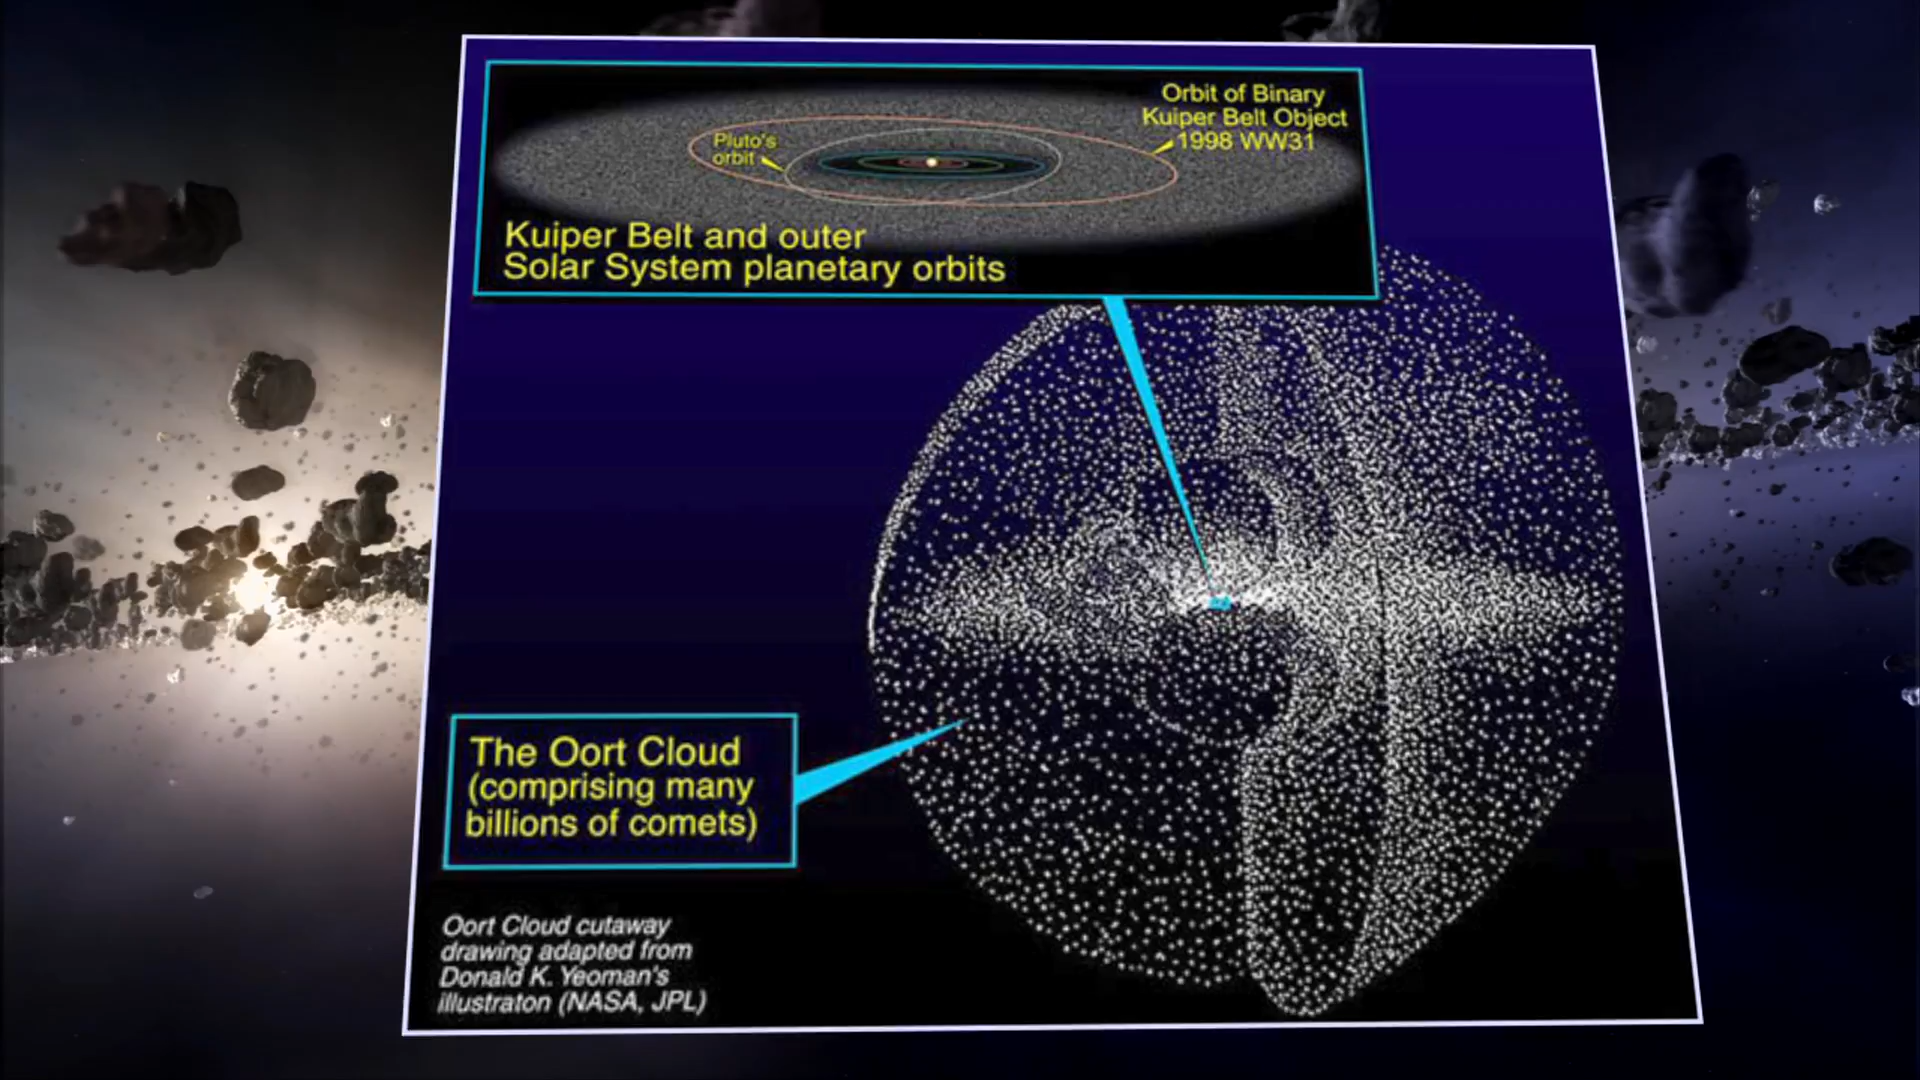 Orbit of Binary
Kuiper Belt Object
1998 WW31
Pluto's
orbit
Kuiper Belt and outer
Solar System planetary orbits
The Oort Cloud
(comprising many
billions of comets)
Oort Cloud cutaway
drawing adapted from
Donald K. Yeoman's
illustraton (NASA, JPL)